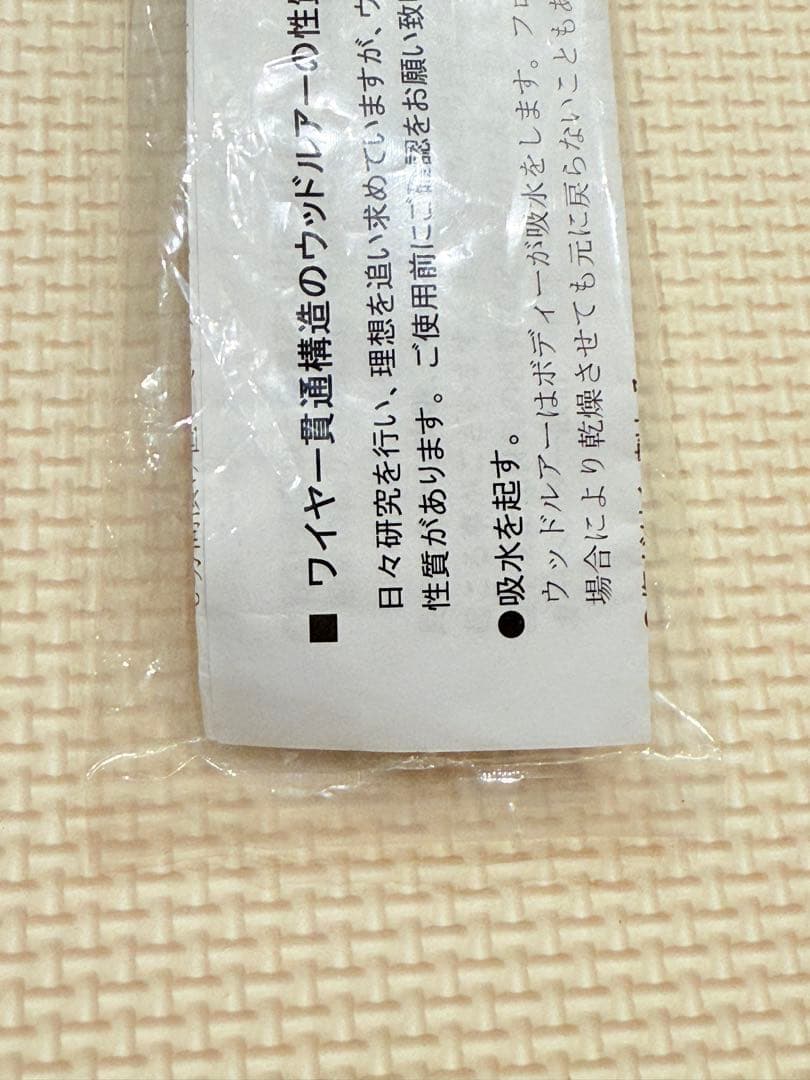 ■ ワイヤー貫通構造のウッドルアーの性
日々研究を行い、理想を追い求めていますが、ウ
性質があります。ご使用前にご確認をお願い致
●吸水を起す。
ウッドルアーはボディーが吸水をします。フロ
場合により乾燥させても元に戻らないこともあ